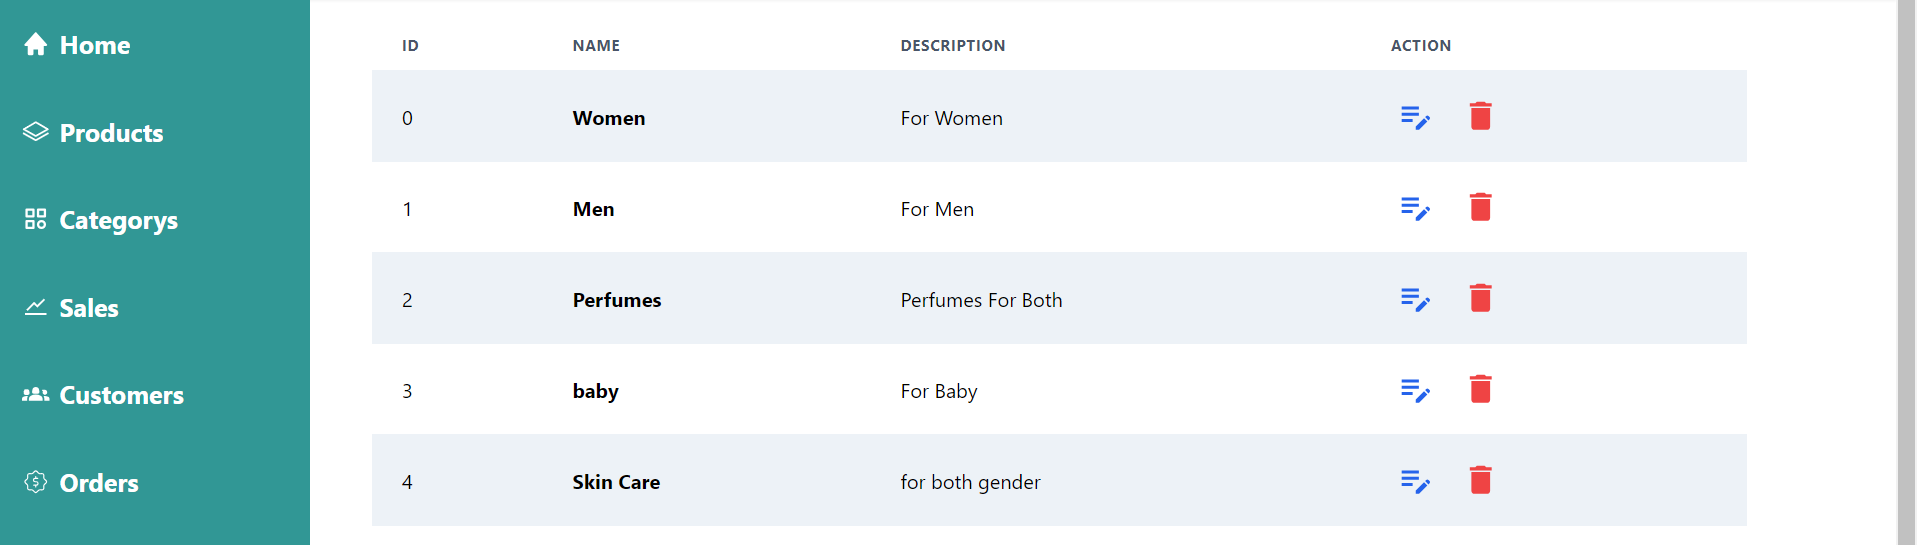 Home
Products
Categorys
Sales
Customers
Orders
ID NAME DESCRIPTION ACTION
0 Women For Women
1 Men For Men
2 Perfumes Perfumes For Both
3 baby For Baby
4 Skin Care for both gender